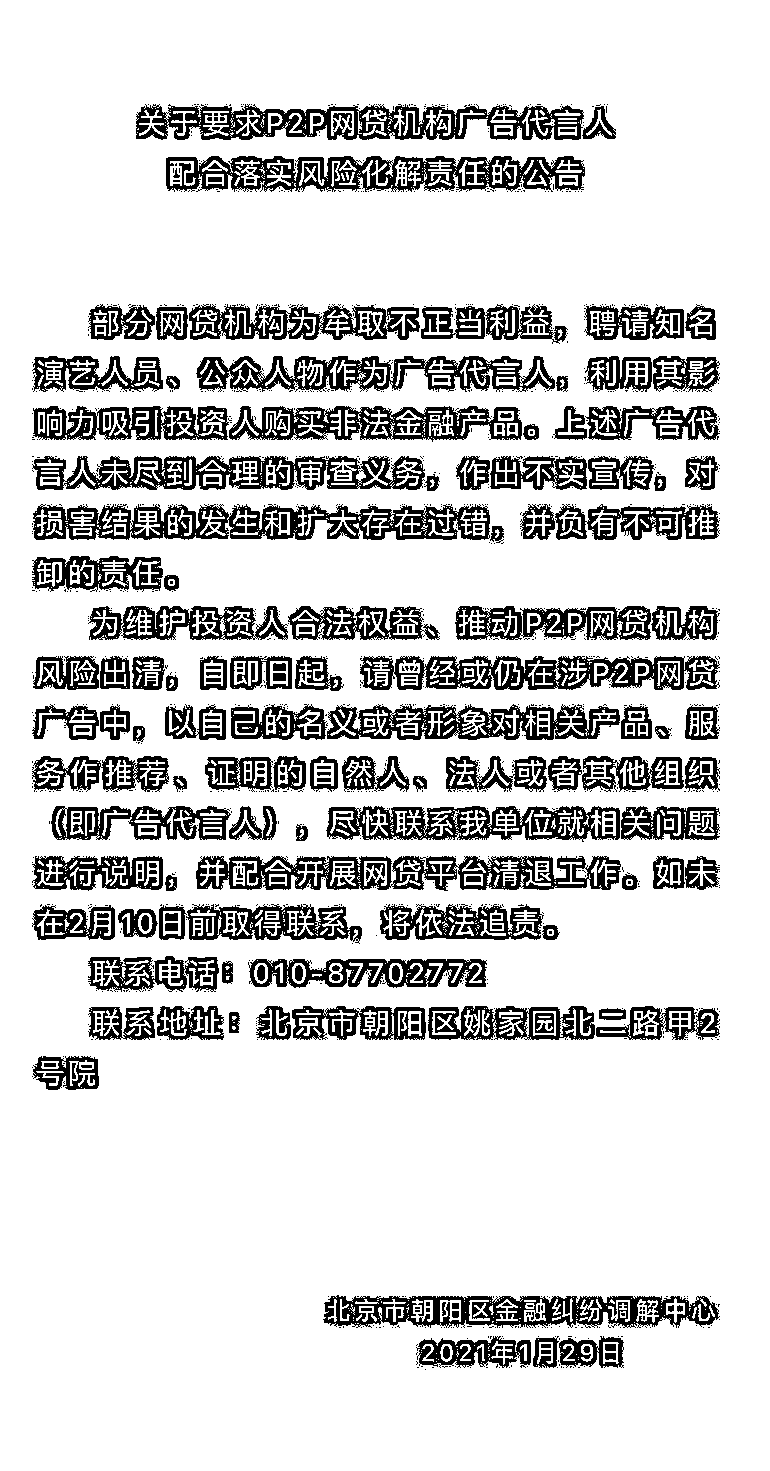 关于要求P2P网贷机构广告代言人
配合落实风险化解责任的公告
部分网贷机构为牟取不正当利益，聘请知名
演艺人员、公众人物作为广告代言人，利用其影
响力吸引投资人购买非法金融产品。上述广告代
言人未尽到合理的审查义务，作出不实宣传，对
损害结果的发生和扩大存在过错，并负有不可推
卸的责任。
为维护投资人合法权益、推动P2P网贷机构
风险出清，自即日起，请曾经或仍在涉P2P网贷
广告中，以自己的名义或者形象对相关产品、服
务作推荐、证明的自然人、法人或者其他组织
（即广告代言人），尽快联系我单位就相关问题
进行说明，并配合开展网贷平台清退工作。如未
在2月10日前取得联系，将依法追责。
联系电话：010-87702772
联系地址：北京市朝阳区姚家园北二路甲2
号院
北京市朝阳区金融纠纷调解中心
2021年1月29日